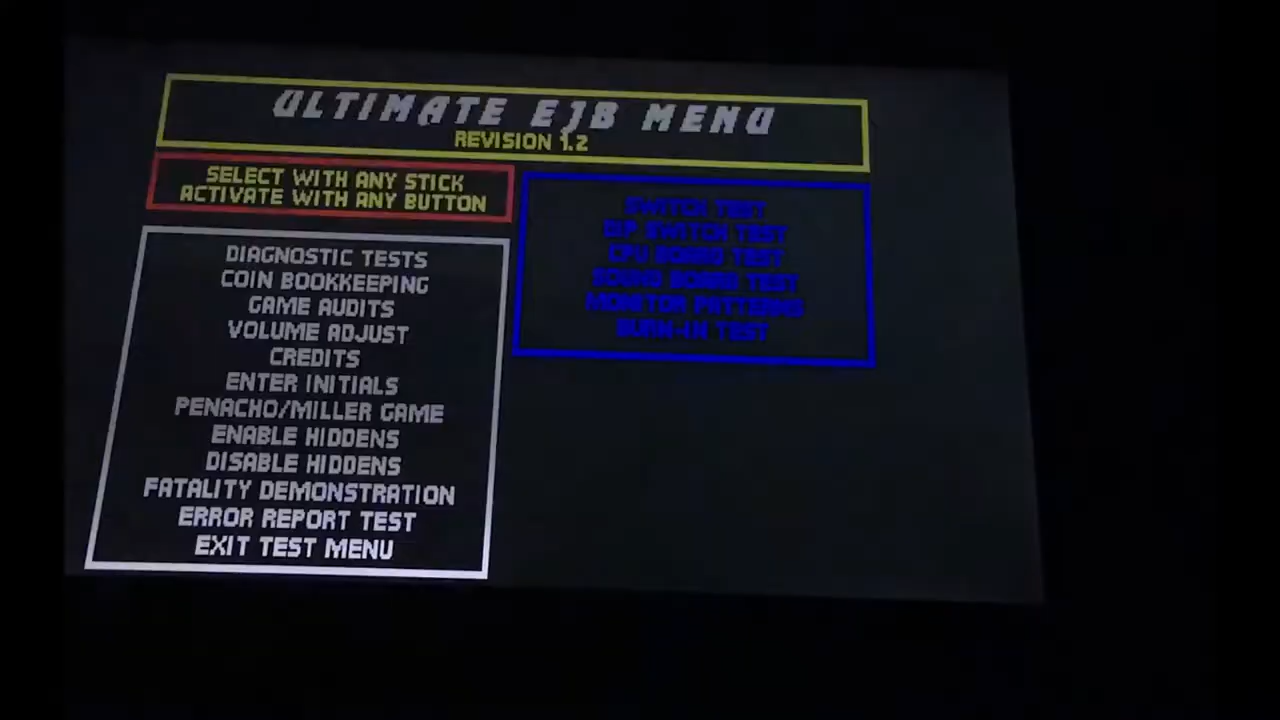 ULTIMATE EJB MENU
REVISION 1.2
SELECT WITH ANY STICK
ACTIVATE WITH ANY BUTTON
DIAGNOSTIC TESTS
COIN BOOKKEEPING
GAME AUDITS
VOLUME ADJUST
CREDITS
ENTER INITIALS
PENACHO/MILLER GAME
ENABLE HIDDENS
DISABLE HIDDENS
FATALITY DEMONSTRATION
ERROR REPORT TEST
EXIT TEST MENU
SWITCH TEST
DIP SWITCH TEST
CPU BOARD TEST
SOUND BOARD TEST
MONITOR PATTERNS
BURN-IN TEST